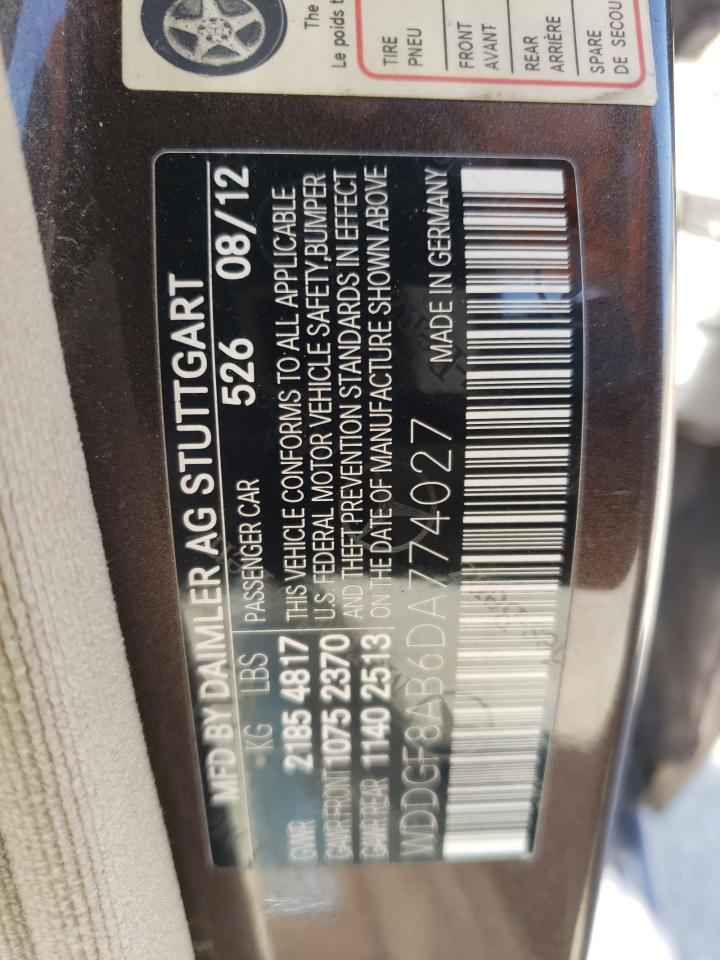 The
Le poids t
TIRE
PNEU
FRONT
AVANT
REAR
ARRIÈRE
SPARE
DE SECOU
MFD BY DAIMLER AG STUTTGART
KG LBS 526 08/12
GVWR 2185 4817
GAWR-FRONT 1075 2370
GAWR-REAR 1140 2513
PASSENGER CAR
THIS VEHICLE CONFORMS TO ALL APPLICABLE
U.S. FEDERAL MOTOR VEHICLE SAFETY,BUMPER
AND THEFT PREVENTION STANDARDS IN EFFECT
ON THE DATE OF MANUFACTURE SHOWN ABOVE
WDDGF8AB6DA774027 MADE IN GERMANY